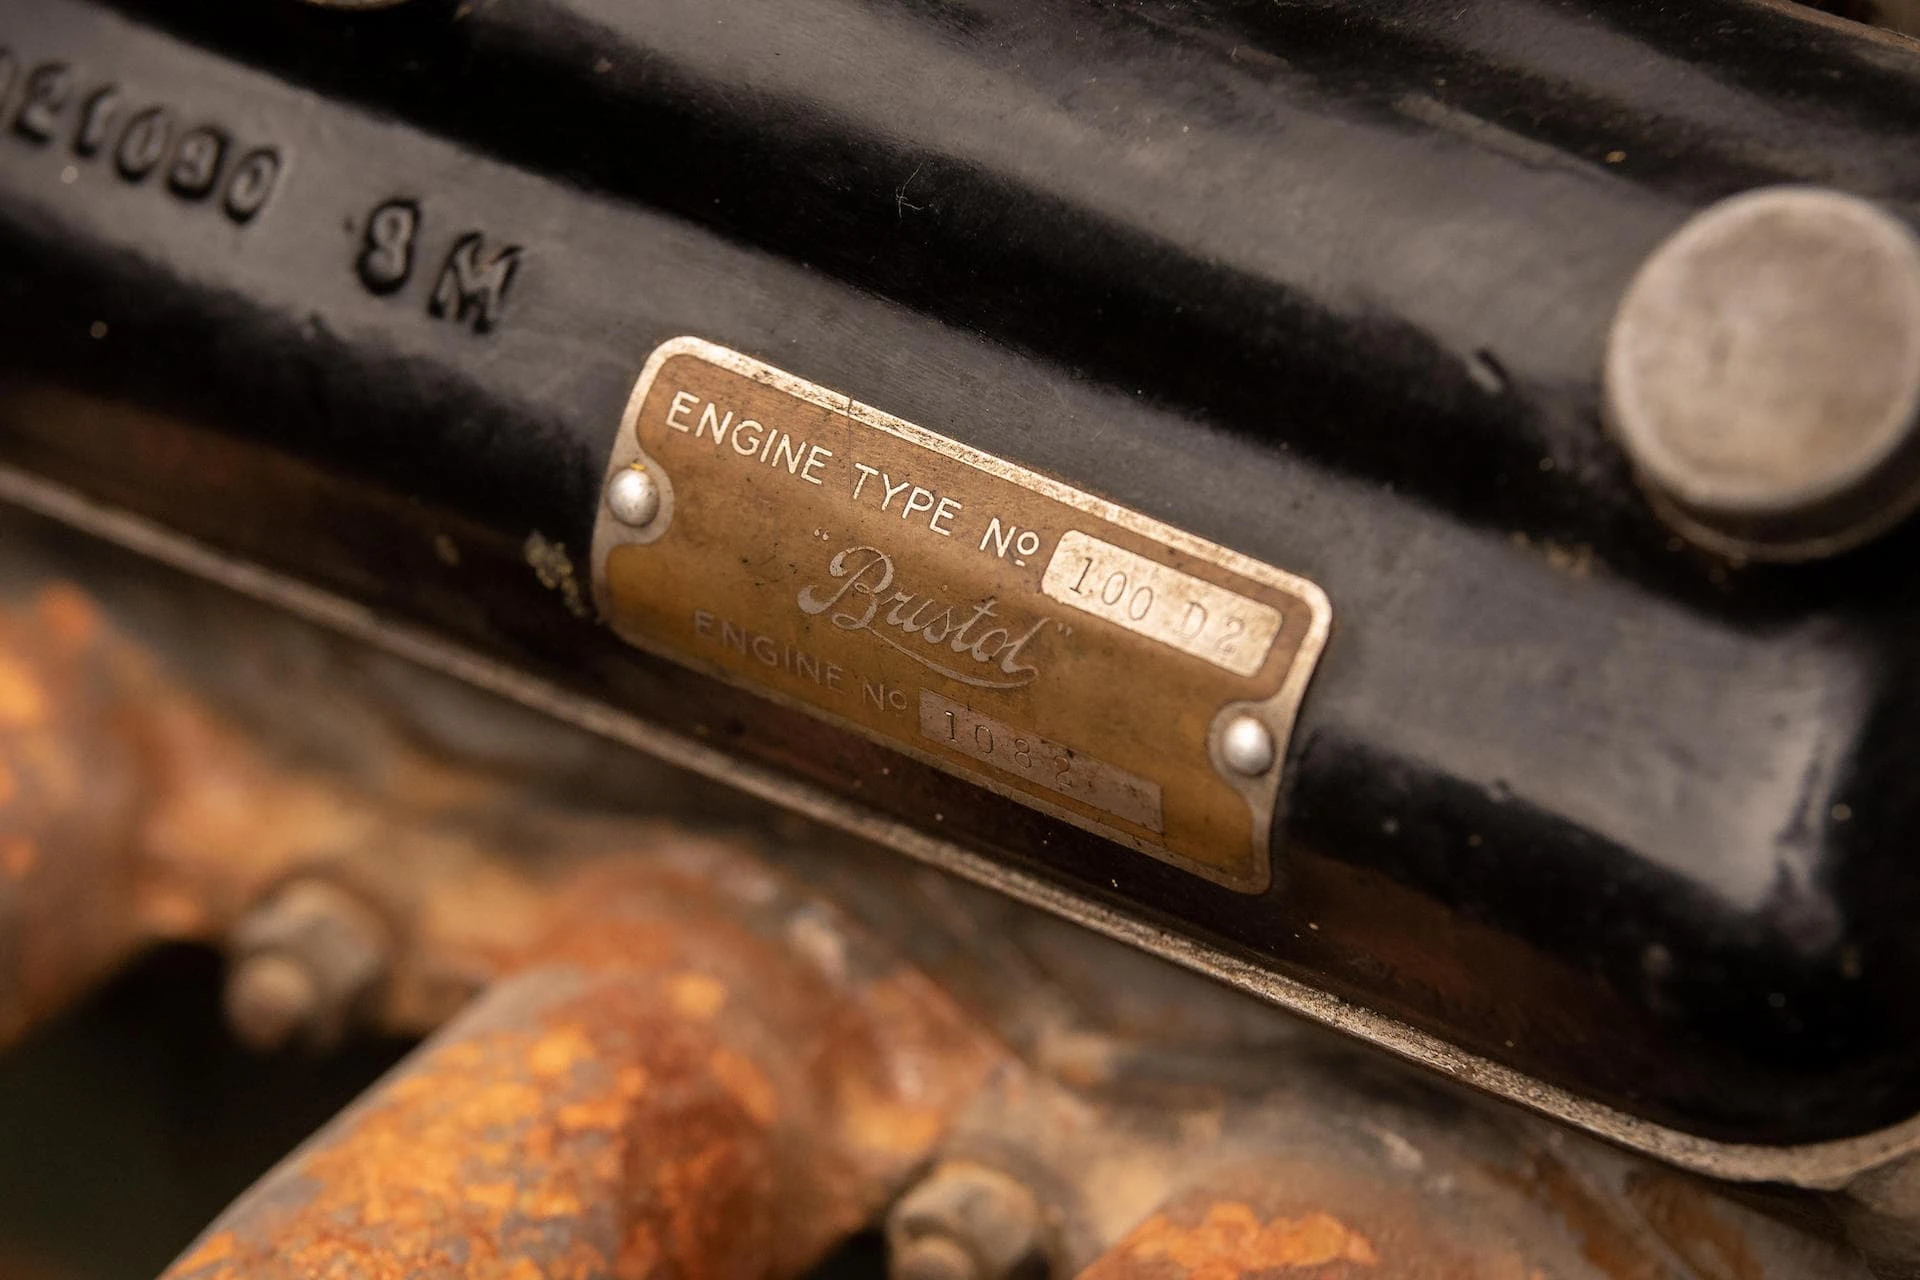 8 M
ENGINE TYPE Nº 100 D2
"Bristol"
ENGINE Nº 1082